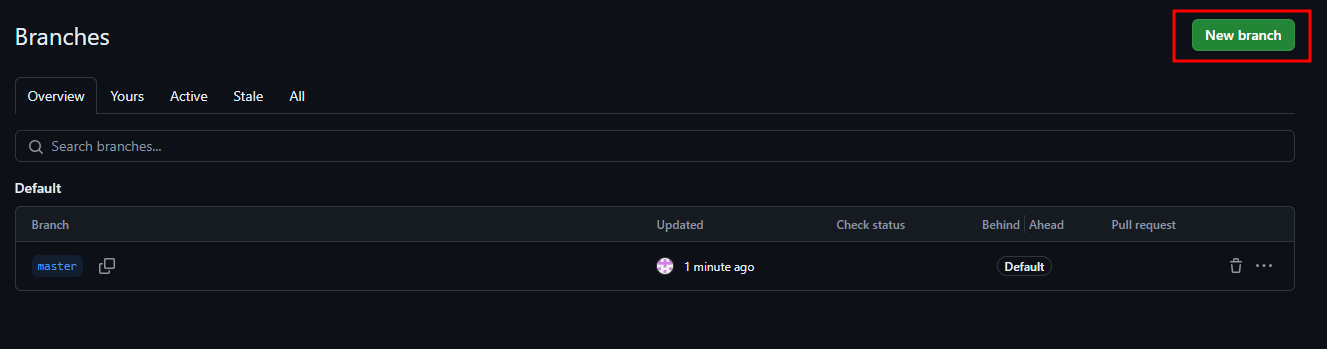 Branches
New branch
Overview Yours Active Stale All
Search branches...
Default
Branch Updated Check status Behind Ahead Pull request
master 1 minute ago Default